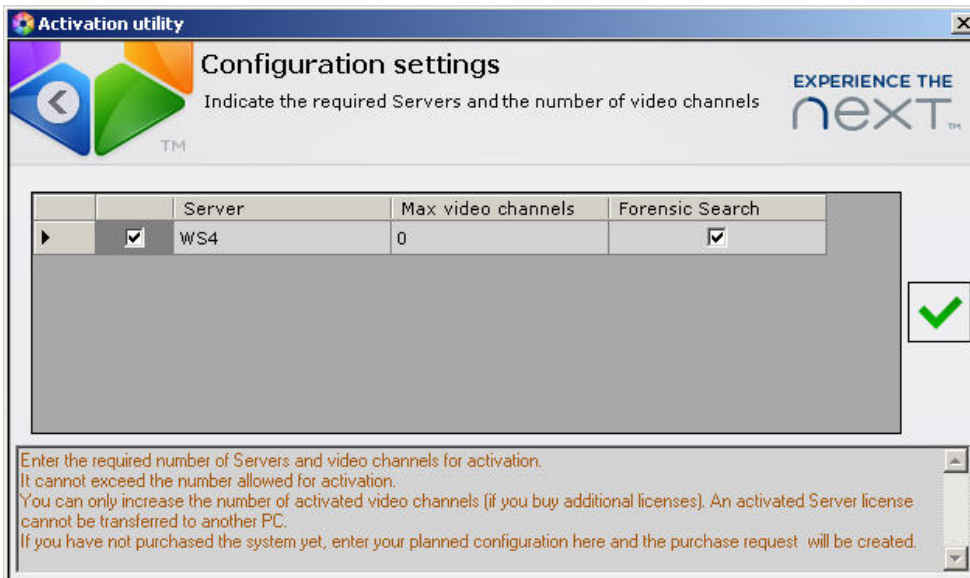 Activation utility
Configuration settings
Indicate the required Servers and the number of video channels
EXPERIENCE THE
next™
TM
Server Max video channels Forensic Search
WS4 0
Enter the required number of Servers and video channels for activation.
It cannot exceed the number allowed for activation.
You can only increase the number of activated video channels (if you buy additional licenses). An activated Server license
cannot be transferred to another PC.
If you have not purchased the system yet, enter your planned configuration here and the purchase request will be created.